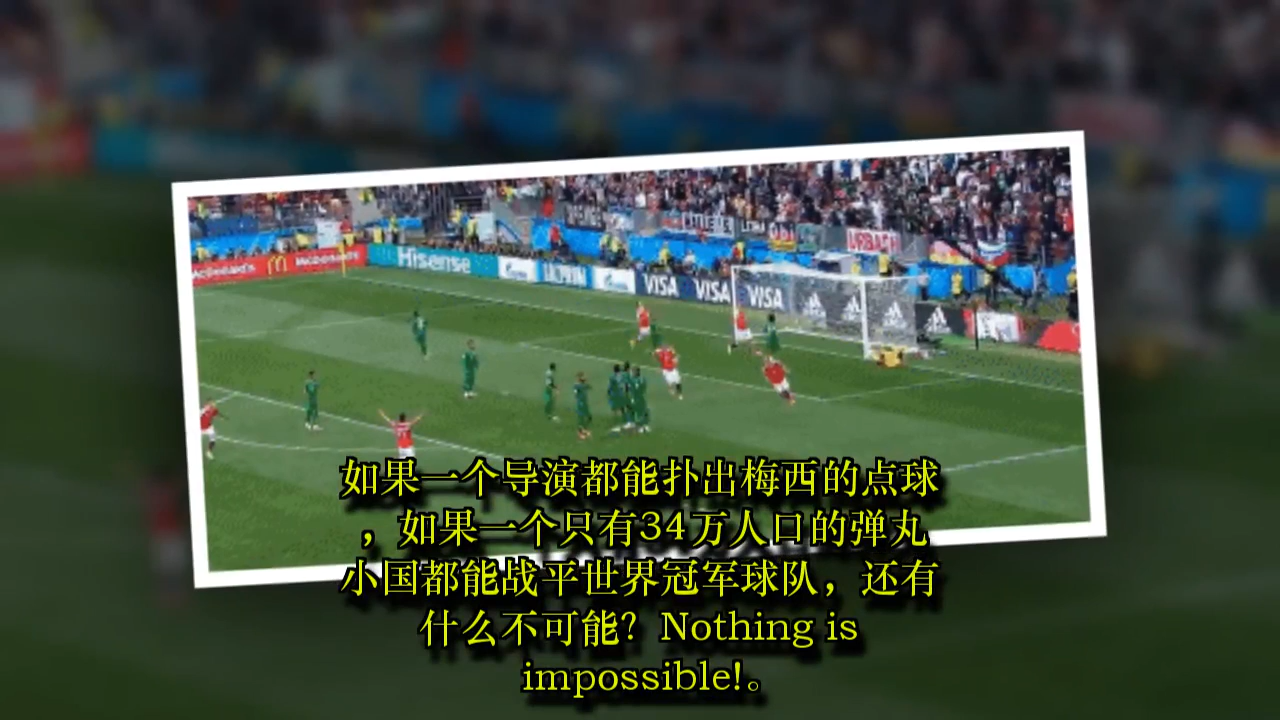 McDonald's
McDonald's
Hisense
VISA
VISA
VISA
URBACH
如果一个导演都能扑出梅西的点球
，如果一个只有34万人口的弹丸
小国都能战平世界冠军球队，还有
什么不可能？Nothing is
impossible!。